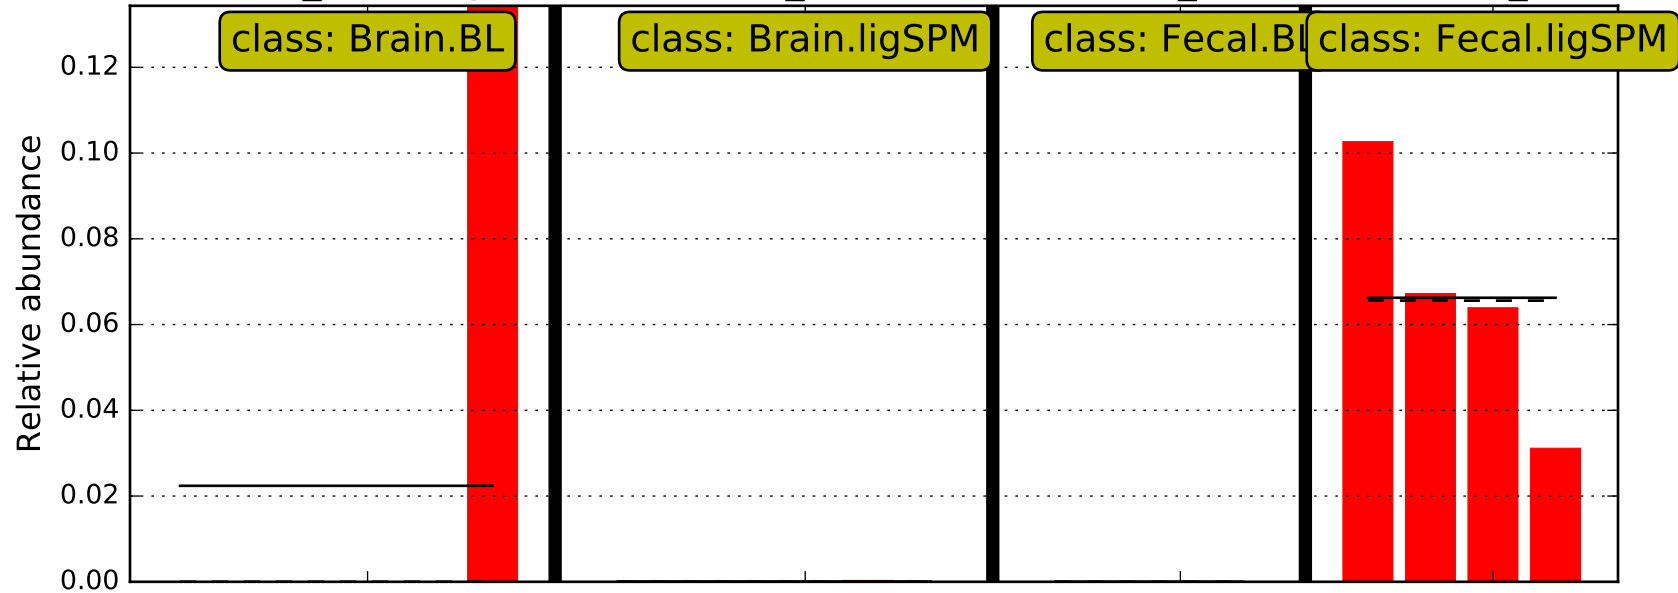 class: Brain.BL
class: Brain.ligSPM
class: Fecal.BL
class: Fecal.ligSPM
Relative abundance
0.12
0.10
0.08
0.06
0.04
0.02
0.00